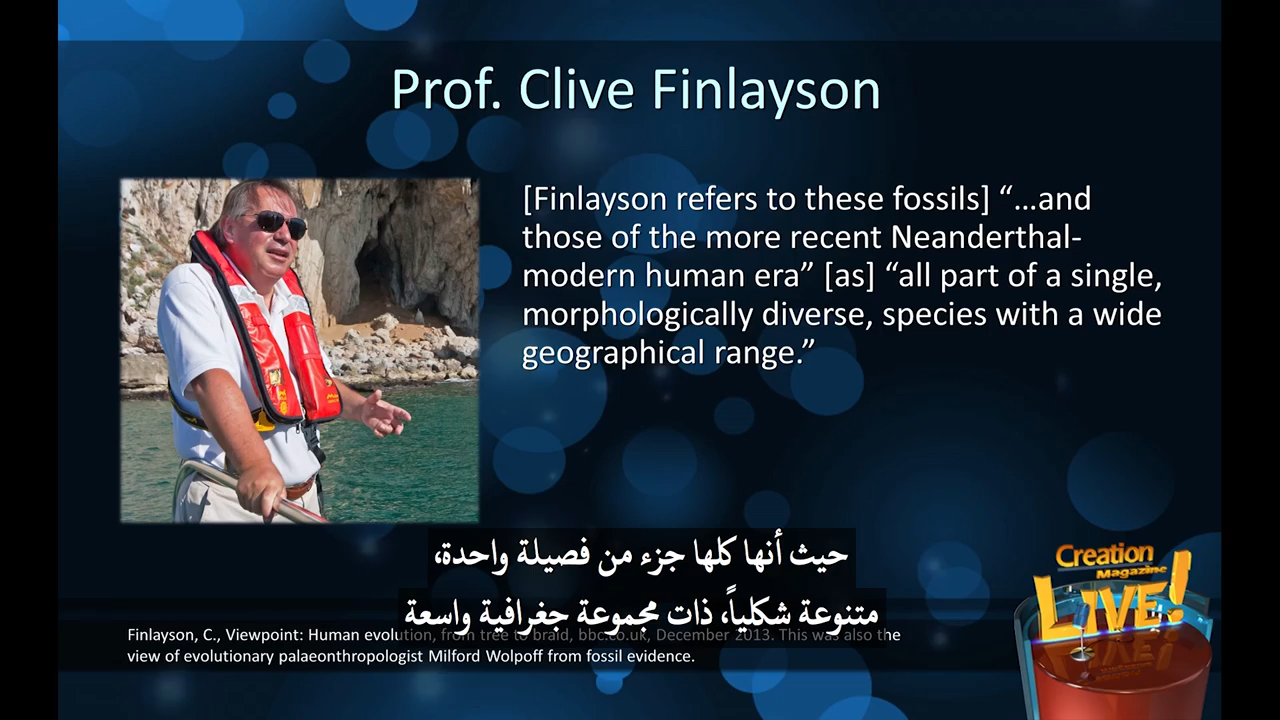 Prof. Clive Finlayson
[Finlayson refers to these fossils] “…and
those of the more recent Neanderthal-
modern human era” [as] “all part of a single,
morphologically diverse, species with a wide
geographical range.”
حيث أنها كلها جزء من فصيلة واحدة،
متنوعة شكلياً، ذات مجموعة جغرافية واسعة
Finlayson, C., Viewpoint: Human evolution, from tree to braid, bbc.co.uk, December 2013. This was also the
view of evolutionary palaeonthropologist Milford Wolpoff from fossil evidence.
Creation
Magazine
LIVE!